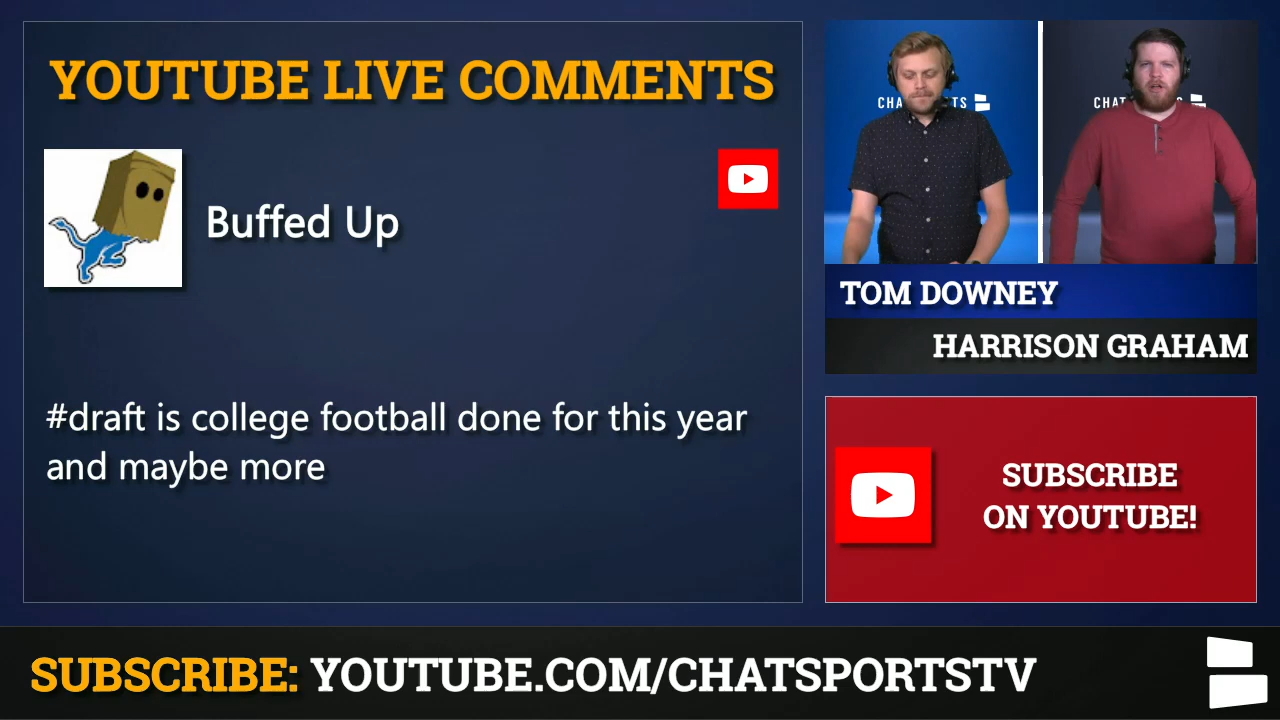 YOUTUBE LIVE COMMENTS
Buffed Up
#draft is college football done for this year
and maybe more
TOM DOWNEY
HARRISON GRAHAM
SUBSCRIBE
ON YOUTUBE!
SUBSCRIBE: YOUTUBE.COM/CHATSPORTSTV